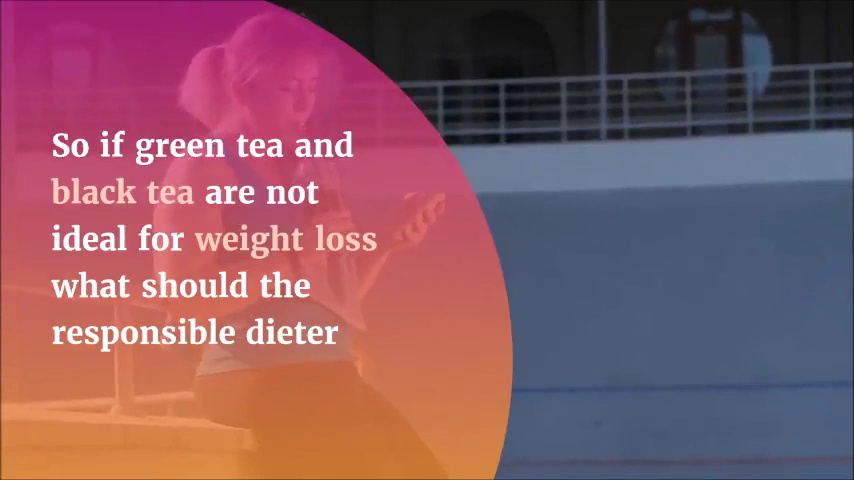 So if green tea and
black tea are not
ideal for weight loss
what should the
responsible dieter